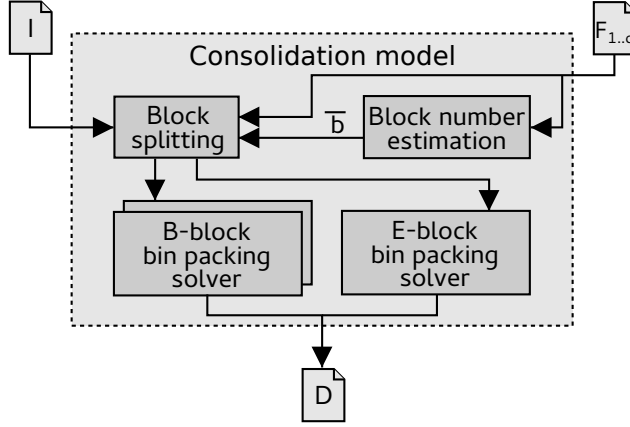 I
F1..d
Consolidation model
Block
splitting
b
Block number
estimation
B-block
bin packing
solver
E-block
bin packing
solver
D